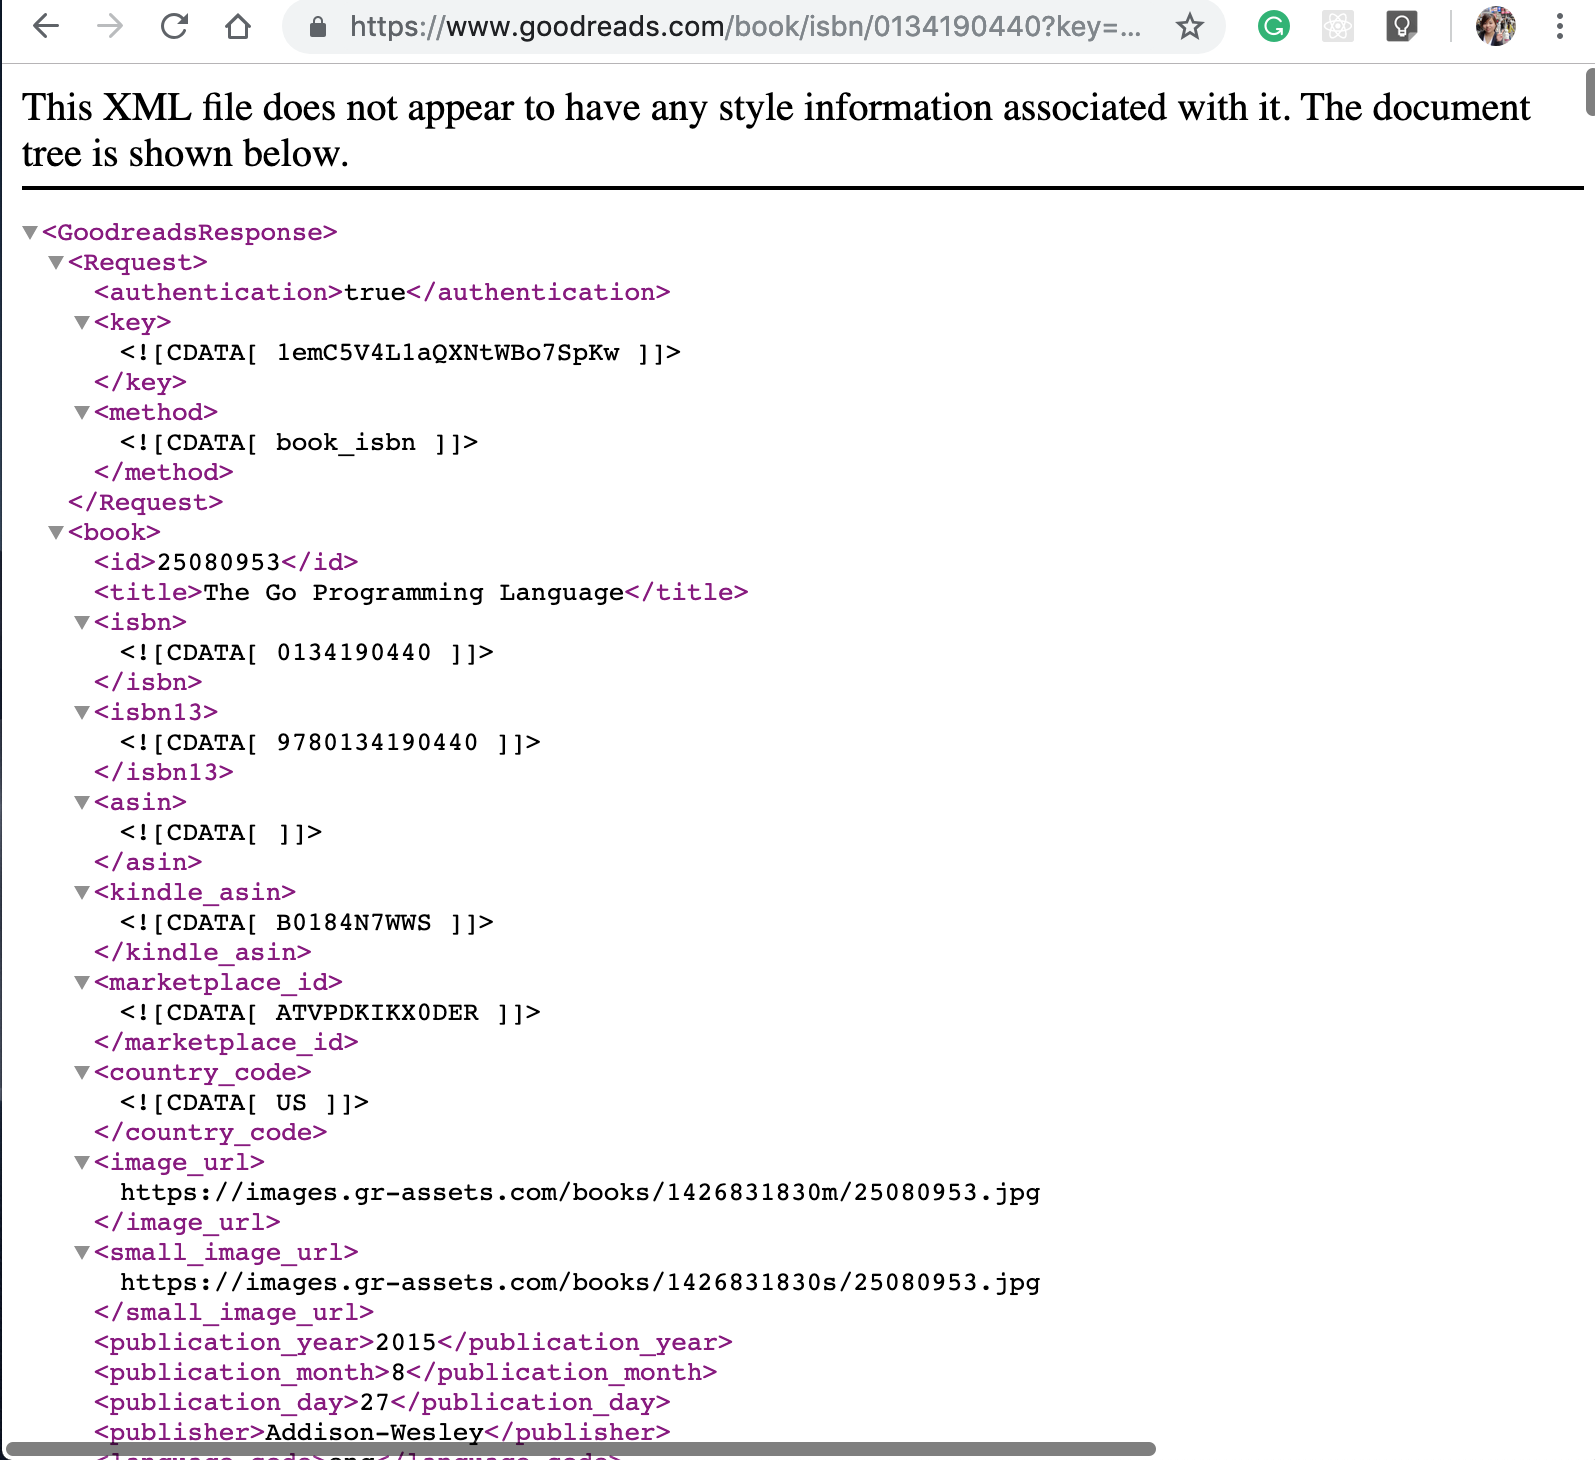 https://www.goodreads.com/book/isbn/0134190440?key=...
This XML file does not appear to have any style information associated with it. The document
tree is shown below.
<GoodreadsResponse>
<Request>
<authentication>true</authentication>
<key>
<![CDATA[ 1emC5V4L1aQXNtWBo7SpKw ]]>
</key>
<method>
<![CDATA[ book_isbn ]]>
</method>
</Request>
<book>
<id>25080953</id>
<title>The Go Programming Language</title>
<isbn>
<![CDATA[ 0134190440 ]]>
</isbn>
<isbn13>
<![CDATA[ 9780134190440 ]]>
</isbn13>
<asin>
<![CDATA[ ]]>
</asin>
<kindle_asin>
<![CDATA[ B0184N7WWS ]]>
</kindle_asin>
<marketplace_id>
<![CDATA[ ATVPDKIKX0DER ]]>
</marketplace_id>
<country_code>
<![CDATA[ US ]]>
</country_code>
<image_url>
https://images.gr-assets.com/books/1426831830m/25080953.jpg
</image_url>
<small_image_url>
https://images.gr-assets.com/books/1426831830s/25080953.jpg
</small_image_url>
<publication_year>2015</publication_year>
<publication_month>8</publication_month>
<publication_day>27</publication_day>
<publisher>Addison-Wesley</publisher>
<language_code>eng</language_code>